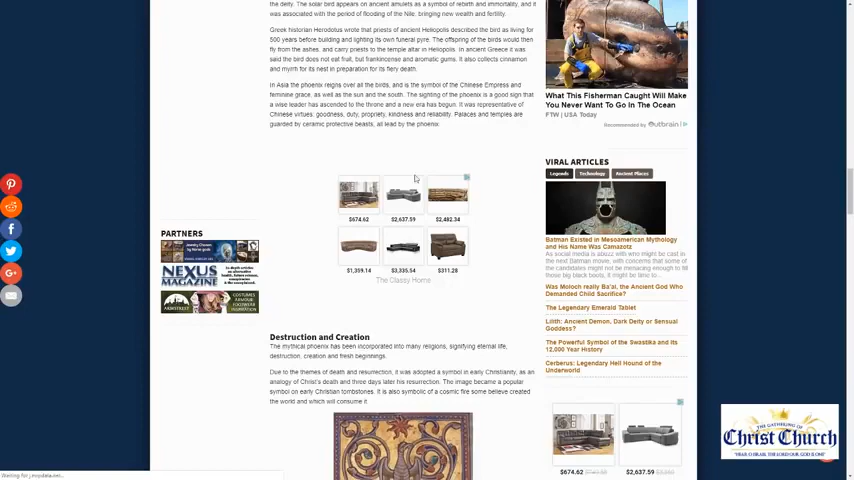 the deity. The solar bird appears on ancient amulets as a symbol of rebirth and immortality, and it
was associated with the period of flooding of the Nile, bringing new wealth and fertility.
Greek historian Herodotus wrote that priests of ancient Heliopolis described the bird as living for
500 years before building and lighting its own funeral pyre. The offspring of the birds would then
fly from the ashes, and carry priests to the temple altar in Heliopolis. In ancient Greece it was
said the bird does not eat fruit, but frankincense and aromatic gums. It also collects cinnamon
and myrrh for its nest in preparation for its fiery death.
In Asia the phoenix reigns over all the birds, and is the symbol of the Chinese Empress and
feminine grace, as well as the sun and the south. The sighting of the phoenix is a good sign that
a wise leader has ascended to the throne and a new era has begun. It was representative of
Chinese virtues: goodness, duty, propriety, kindness and reliability. Palaces and temples are
guarded by ceramic protective beasts, all lead by the phoenix.
$674.62 $2,637.59 $2,482.34
$1,359.14 $3,335.54 $311.28
The Classy Home
Destruction and Creation
The mythical phoenix has been incorporated into many religions, signifying eternal life,
destruction, creation and fresh beginnings.
Due to the themes of death and resurrection, it was adopted a symbol in early Christianity, as an
analogy of Christ's death and three days later his resurrection. The image became a popular
symbol on early Christian tombstones. It is also symbolic of a cosmic fire some believe created
the world and which will consume it.
PARTNERS
NEXUS
MAGAZINE
What This Fisherman Caught Will Make
You Never Want To Go In The Ocean
FTW | USA Today
Recommended by Outbrain
VIRAL ARTICLES
Legends Technology Ancient Places
Batman Existed in Mesoamerican Mythology
and His Name Was Camazotz
As social media is abuzz with who might be cast in
the next Batman movie, with concerns that some of
the candidates might not be menacing enough to fill
those big black boots, it might be time to...
Was Moloch really Ba'al, the Ancient God Who
Demanded Child Sacrifice?
The Legendary Emerald Tablet
Lilith: Ancient Demon, Dark Deity or Sensual
Goddess?
The Powerful Symbol of the Swastika and Its
12,000 Year History
Cerberus: Legendary Hell Hound of the
Underworld
$674.62 $2,637.59
THE GATHERING OF
Christ Church
"HEAR, O ISRAEL: THE LORD OUR GOD IS ONE"